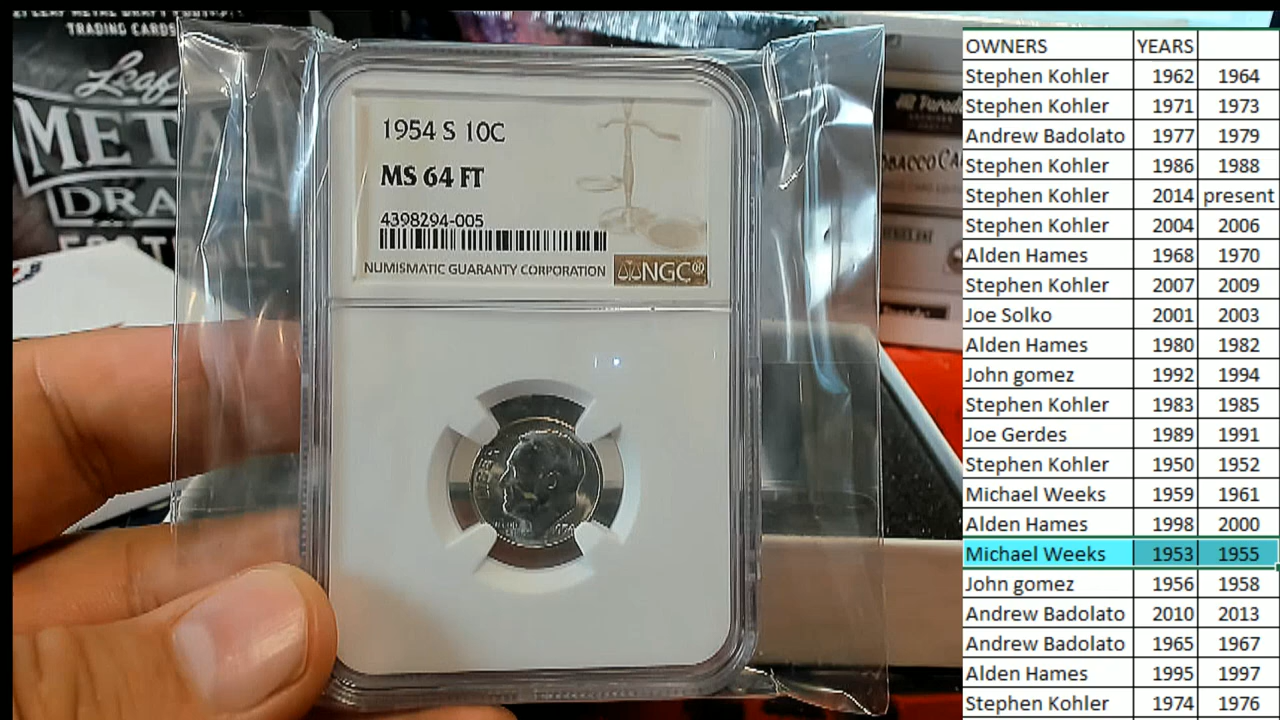 TRADING CARDS
Leaf
METAL
DRA
1954 S 10C
MS 64 FT
4398294-005
NUMISMATIC GUARANTY CORPORATION NGC
OWNERS YEARS
Stephen Kohler 1962 1964
Stephen Kohler 1971 1973
Andrew Badolato 1977 1979
Stephen Kohler 1986 1988
Stephen Kohler 2014 present
Stephen Kohler 2004 2006
Alden Hames 1968 1970
Stephen Kohler 2007 2009
Joe Solko 2001 2003
Alden Hames 1980 1982
John gomez 1992 1994
Stephen Kohler 1983 1985
Joe Gerdes 1989 1991
Stephen Kohler 1950 1952
Michael Weeks 1959 1961
Alden Hames 1998 2000
Michael Weeks 1953 1955
John gomez 1956 1958
Andrew Badolato 2010 2013
Andrew Badolato 1965 1967
Alden Hames 1995 1997
Stephen Kohler 1974 1976